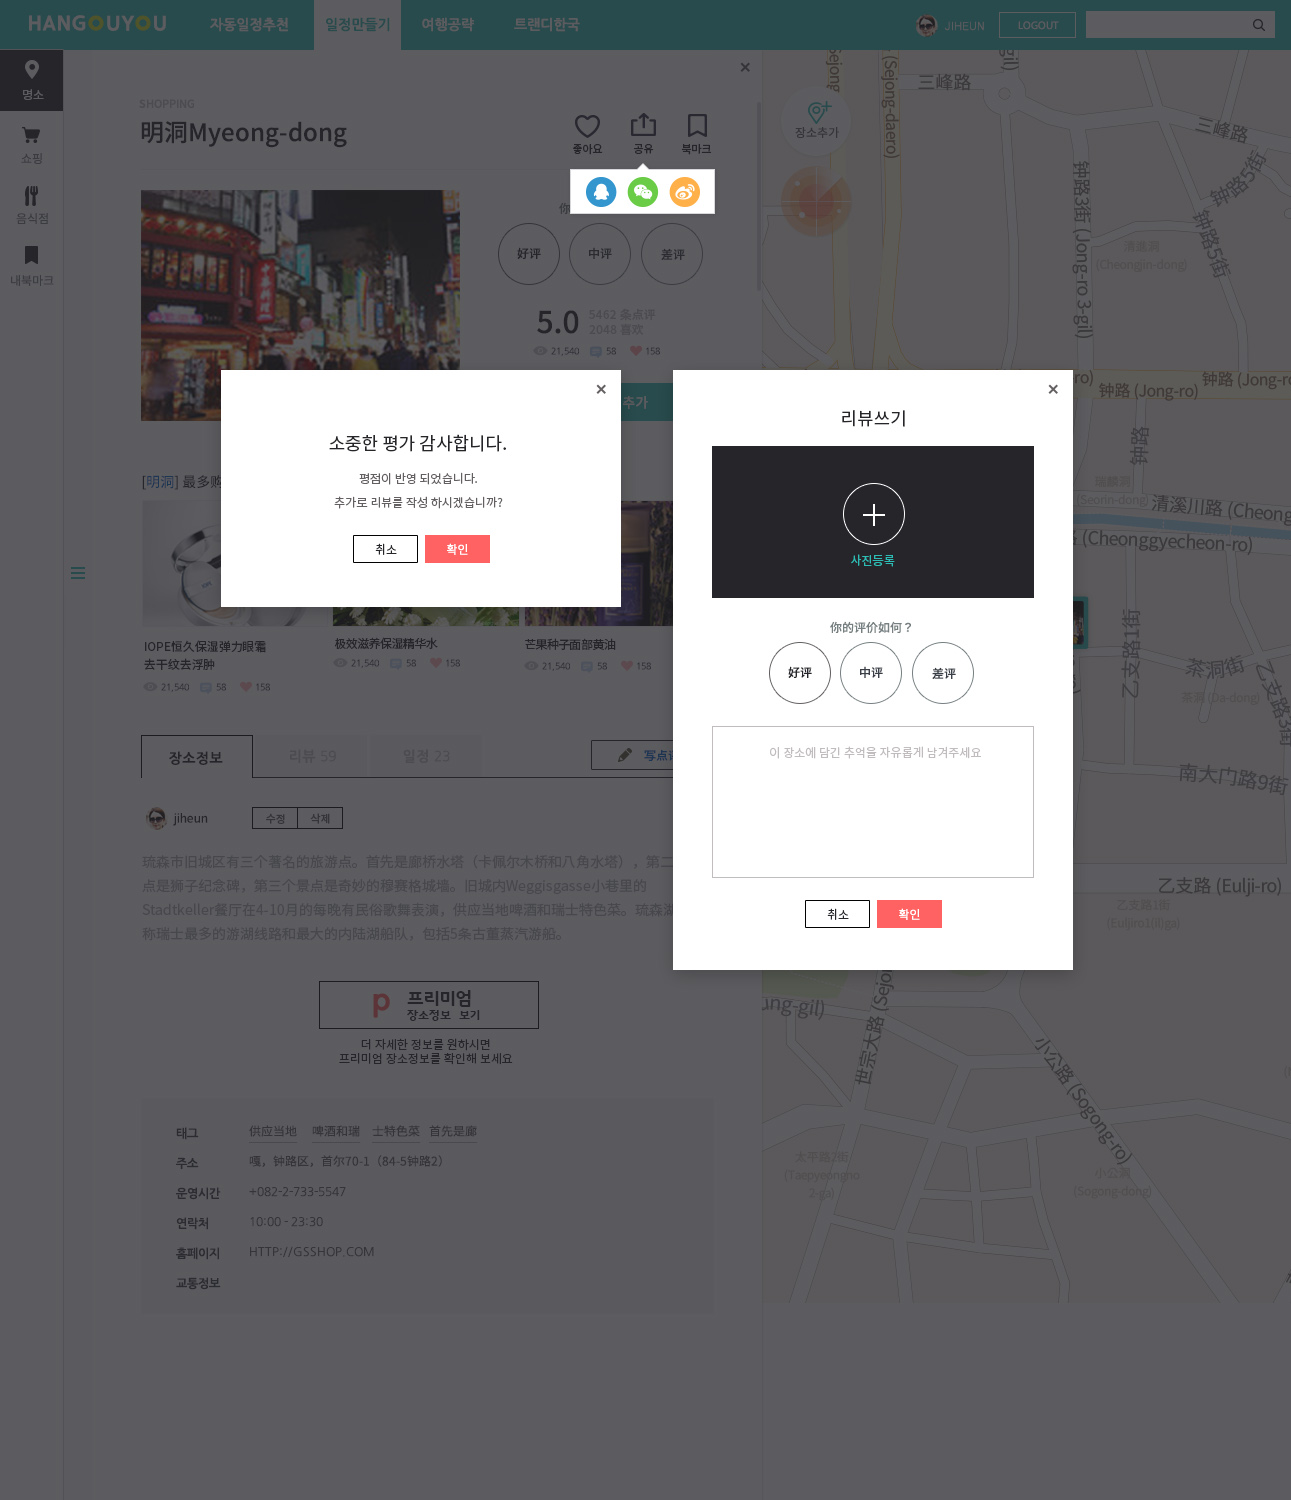 HANGOUYOU
자동일정추천
일정만들기
여행공략
트랜디한국
JIHEUN
LOGOUT
명소
쇼핑
음식점
내북마크
SHOPPING
明洞Myeong-dong
좋아요
공유
북마크
你
好评
中评
差评
5.0
5462 条点评
2048 喜欢
21,540
58
158
추가
소중한 평가 감사합니다.
평점이 반영 되었습니다.
추가로 리뷰를 작성 하시겠습니까?
취소
확인
[明洞] 最多购
IOPE恒久保湿弹力眼霜
去干纹去浮肿
21,540
58
158
极效滋养保湿精华水
21,540
58
158
芒果种子面部黄油
21,540
58
158
장소정보
리뷰 59
일정 23
写点评
jiheun
수정
삭제
琉森市旧城区有三个著名的旅游点。首先是廊桥水塔（卡佩尔木桥和八角水塔），第二
点是狮子纪念碑，第三个景点是奇妙的穆赛格城墙。旧城内Weggisgasse小巷里的
Stadtkeller餐厅在4-10月的每晚有民俗歌舞表演，供应当地啤酒和瑞士特色菜。琉森湖
称瑞士最多的游湖线路和最大的内陆湖船队，包括5条古董蒸汽游船。
p 프리미엄
장소정보 보기
더 자세한 정보를 원하시면
프리미엄 장소정보를 확인해 보세요
태그
供应当地
啤酒和瑞
士特色菜
首先是廊
주소
嘎，钟路区，首尔70-1（84-5钟路2）
운영시간
+082-2-733-5547
연락처
10:00 - 23:30
홈페이지
HTTP://GSSHOP.COM
교통정보
리뷰쓰기
사진등록
你的评价如何？
好评
中评
差评
이 장소에 담긴 추억을 자유롭게 남겨주세요
취소
확인
장소추가
(Sejong-daero)
三峰路
三峰路
钟路5街
钟路5街
钟路3街 (Jong-ro 3-gil)
清進洞
(Cheongjin-dong)
钟路 (Jong-ro)
钟路 (Jong-ro
钟路
瑞麟洞
(Seorin-dong)
清溪川路 (Cheong
(Cheonggyecheon-ro)
乙支路1街
茶洞街
茶洞 (Da-dong)
乙支路3街
南大门路9街
乙支路 (Eulji-ro)
乙支路1街
(Euljiro1(il)ga)
世宗大路 (Sejo
小公路 (Sogong-ro)
太平路2街
(Taepyeongno
2-ga)
小公洞
(Sogong-dong)